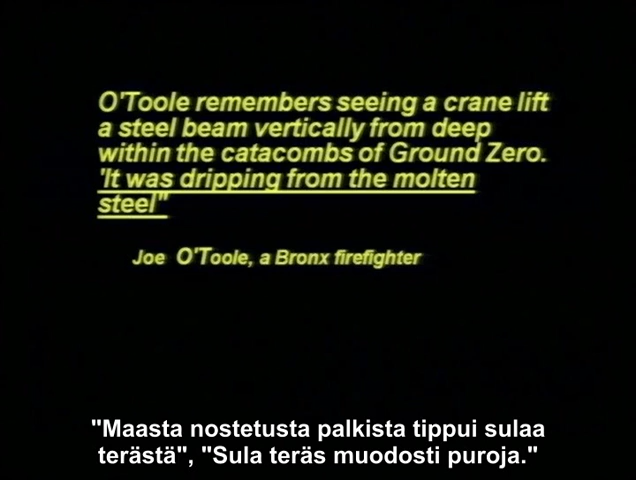 O'Toole remembers seeing a crane lift
a steel beam vertically from deep
within the catacombs of Ground Zero.
'It was dripping from the molten
steel"
Joe O'Toole, a Bronx firefighter
"Maasta nostetusta palkista tippui sulaa
terästä", "Sula teräs muodosti puroja."